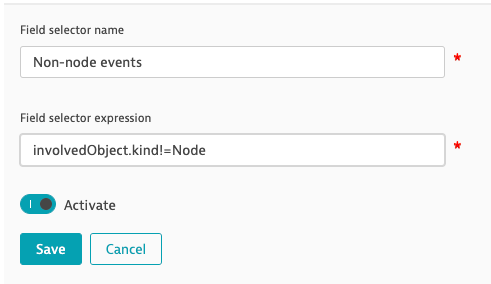 Field selector name
Non-node events
*
Field selector expression
involvedObject.kind!=Node
*
Activate
Save
Cancel